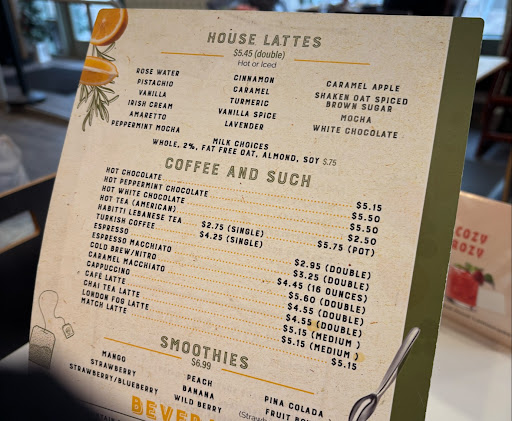 HOUSE LATTES
$5.45 (double)
Hot or Iced
ROSE WATER
PISTACHIO
VANILLA
IRISH CREAM
AMARETTO
PEPPERMINT MOCHA
CINNAMON
CARAMEL
TURMERIC
VANILLA SPICE
LAVENDER
CARAMEL APPLE
SHAKEN OAT SPICED
BROWN SUGAR
MOCHA
WHITE CHOCOLATE
MILK CHOICES
WHOLE, 2%, FAT FREE OAT, ALMOND, SOY $.75
COFFEE AND SUCH
HOT CHOCOLATE $5.15
HOT PEPPERMINT CHOCOLATE $5.50
HOT WHITE CHOCOLATE $5.50
HOT TEA (AMERICAN) $2.50
HABITTI LEBANESE TEA $2.75 (SINGLE) $5.75 (POT)
TURKISH COFFEE $4.25 (SINGLE)
ESPRESSO $2.95 (DOUBLE)
ESPRESSO MACCHIATO $3.25 (DOUBLE)
COLD BREW/NITRO $4.45 (16 OUNCES)
CARAMEL MACCHIATO $5.60 (DOUBLE)
CAPPUCCINO $4.55 (DOUBLE)
CAFE LATTE $4.55 (DOUBLE)
CHAI TEA LATTE $5.15 (MEDIUM )
LONDON FOG LATTE $5.15 (MEDIUM )
MATCH LATTE $5.15
SMOOTHIES
$6.99
MANGO
STRAWBERRY
STRAWBERRY/BLUEBERRY
PEACH
BANANA
WILD BERRY
PINA COLADA
FRUIT
COZY
ROZY